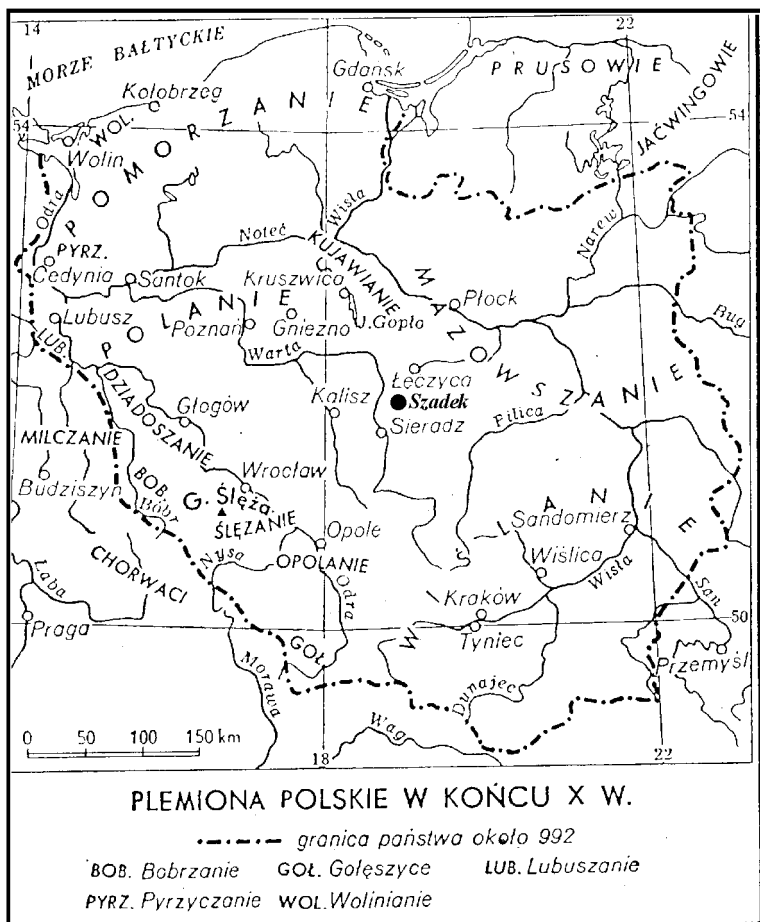 14
22
MORZE BAŁTYCKIE
Gdańsk
PRUSOWIE
JAĆWINGOWIE
Kołobrzeg
54
WOL.
54
Wolin
POMORZANIE
Odra
Wisła
Narew
PYRZ.
Noteć
KUJAWIANIE
Cedynia
Santok
Kruszwica
MAZOWSZANIE
Płock
Bug
POLANIE
Lubusz
Poznań
Gniezno
J.Gopło
LUB.
Warta
Łęczyca
DZIADOSZANIE
Kalisz
Szadek
Głogów
Sieradz
Pilica
MILCZANIE
Wrocław
BOB.
Budziszyn
Bóbr
G. Ślęża
ŚLĘZANIE
Opole
Sandomierz
WIŚLANIE
CHORWACI
Nysa
OPOLANIE
Wiślica
Wisła
San
Łaba
Odra
Kraków
50
Praga
Tyniec
GOŁ.
Przemyśl
Morawa
Dunajec
Wag
0 50 100 150 km
18
22
PLEMIONA POLSKIE W KOŃCU X W.
granica państwa około 992
BOB. Bobrzanie GOŁ. Gołęszyce LUB. Lubuszanie
PYRZ. Pyrzyczanie WOL. Wolinianie